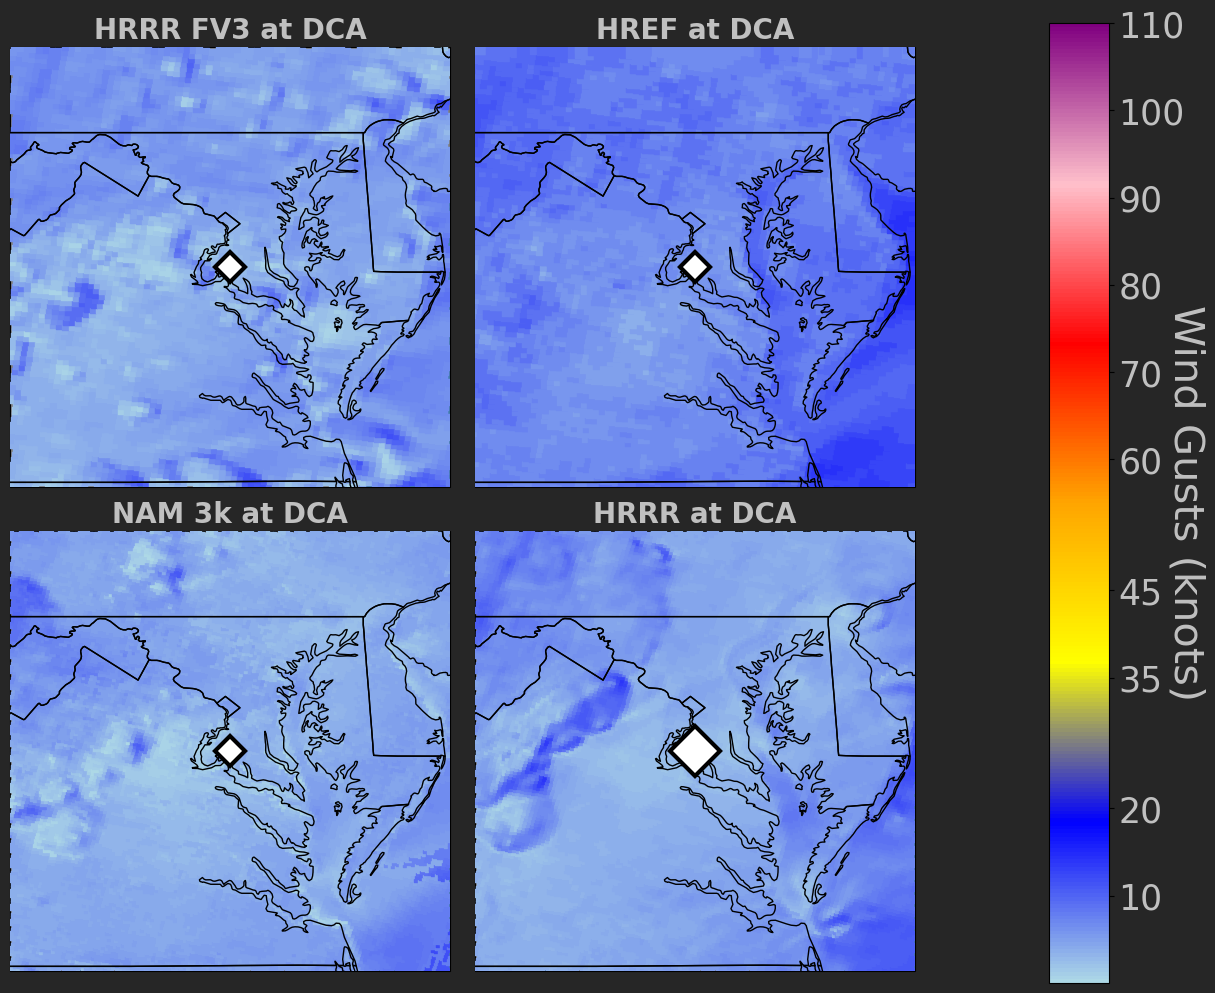 HRRR FV3 at DCA
HREF at DCA
NAM 3k at DCA
HRRR at DCA
110
100
90
80
70
60
45
35
20
10
Wind Gusts (knots)